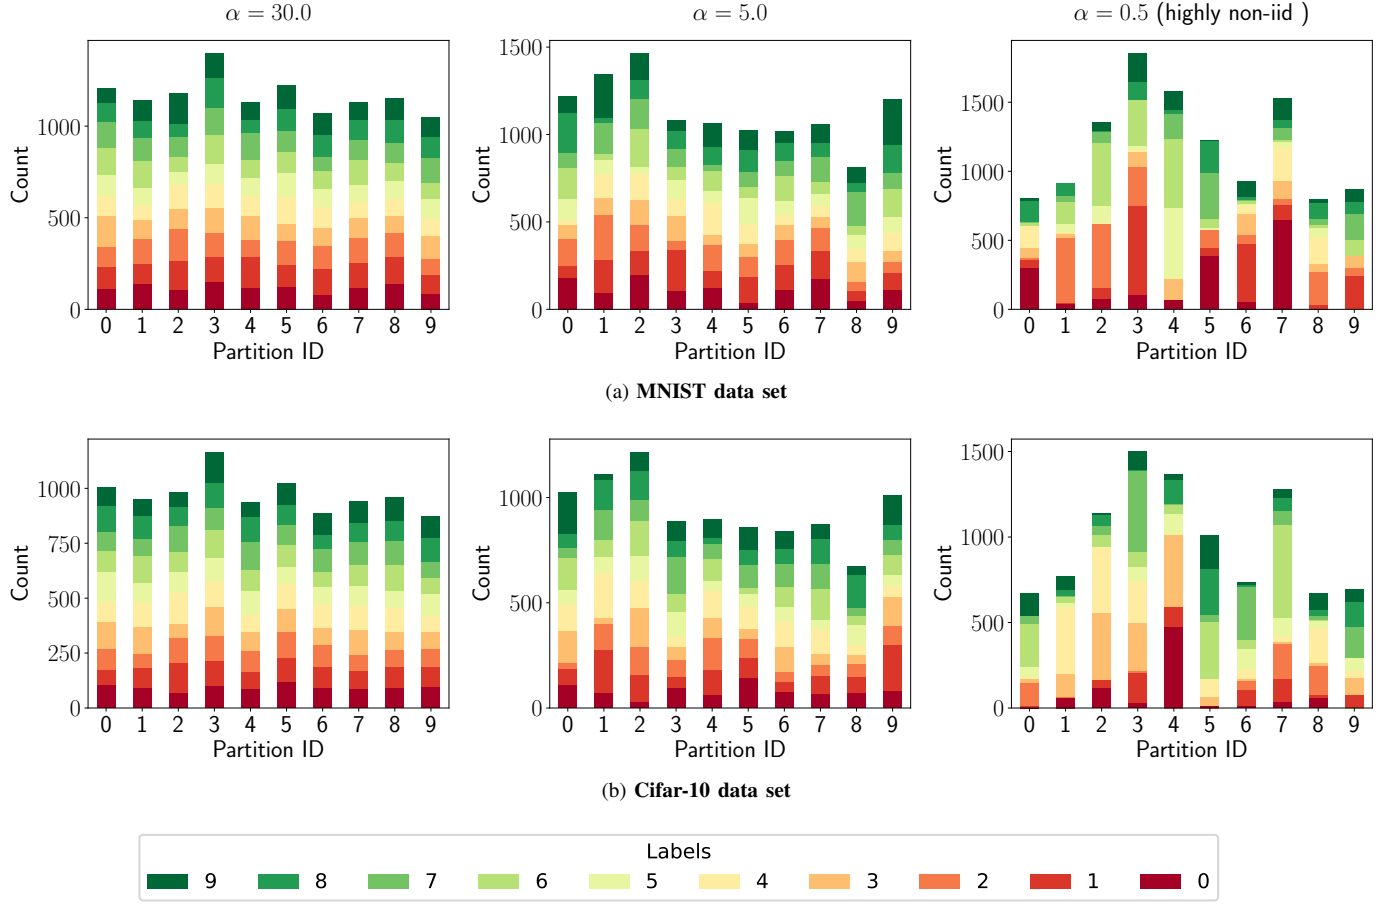 α = 30.0
α = 5.0
α = 0.5 (highly non-iid )
Count
1000
500
0
0 1 2 3 4 5 6 7 8 9
Partition ID
Count
1500
1000
500
0
0 1 2 3 4 5 6 7 8 9
Partition ID
Count
1500
1000
500
0
0 1 2 3 4 5 6 7 8 9
Partition ID
(a) MNIST data set
Count
1000
750
500
250
0
0 1 2 3 4 5 6 7 8 9
Partition ID
Count
1000
500
0
0 1 2 3 4 5 6 7 8 9
Partition ID
Count
1500
1000
500
0
0 1 2 3 4 5 6 7 8 9
Partition ID
(b) Cifar-10 data set
Labels
9 8 7 6 5 4 3 2 1 0